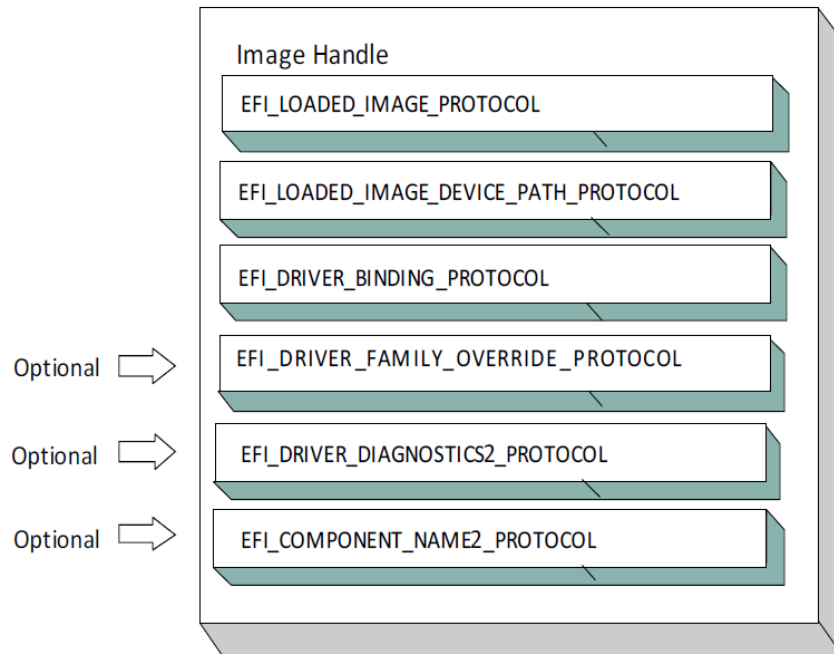 Image Handle
EFI_LOADED_IMAGE_PROTOCOL
EFI_LOADED_IMAGE_DEVICE_PATH_PROTOCOL
EFI_DRIVER_BINDING_PROTOCOL
Optional EFI_DRIVER_FAMILY_OVERRIDE_PROTOCOL
Optional EFI_DRIVER_DIAGNOSTICS2_PROTOCOL
Optional EFI_COMPONENT_NAME2_PROTOCOL